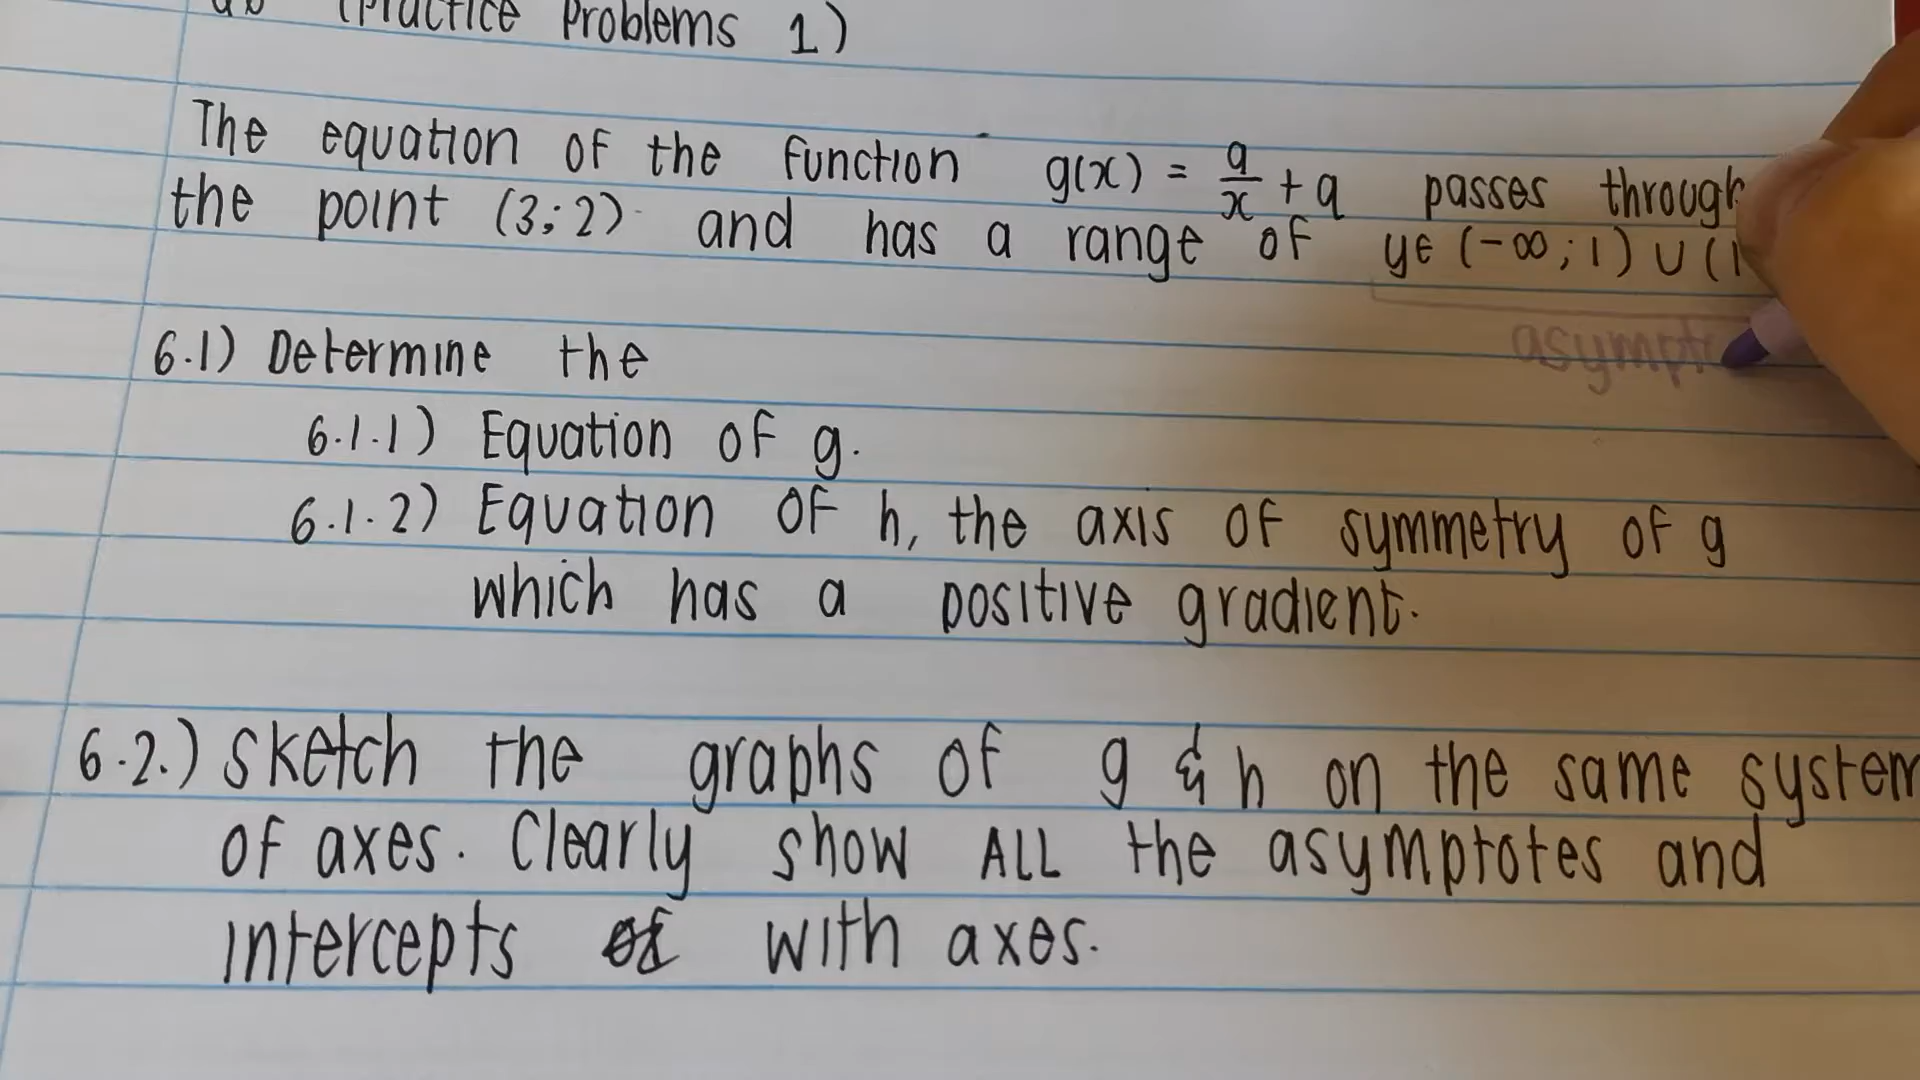 (Practice Problems 1)
The equation of the function g(x) = a/x + q passes through
the point (3;2) and has a range of y∈ (-∞;1) ∪ (1
asympt
6.1) Determine the
6.1.1) Equation of g.
6.1.2) Equation of h, the axis of symmetry of g
which has a positive gradient.
6.2.) Sketch the graphs of g & h on the same system
of axes. Clearly show ALL the asymptotes and
intercepts with axes.